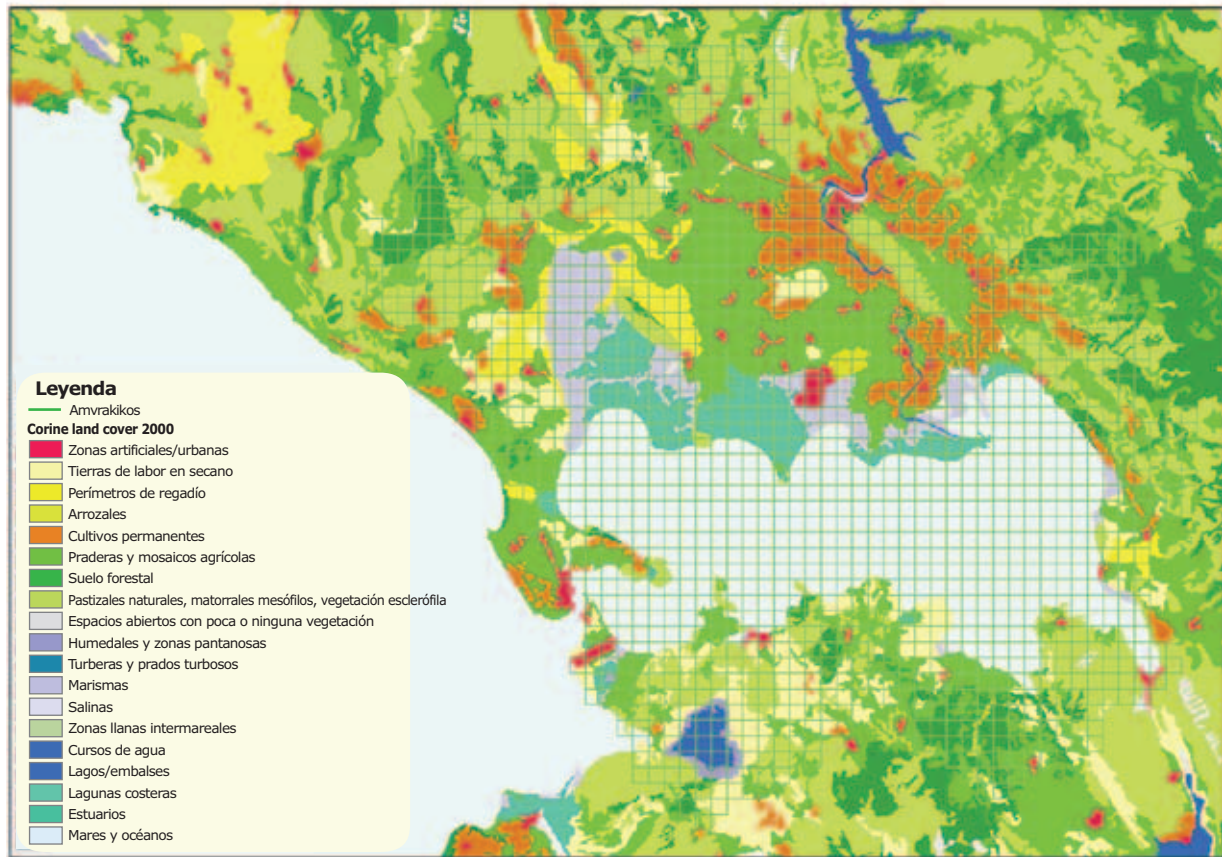 Leyenda
Amvrakikos
Corine land cover 2000
Zonas artificiales/urbanas
Tierras de labor en secano
Perímetros de regadío
Arrozales
Cultivos permanentes
Praderas y mosaicos agrícolas
Suelo forestal
Pastizales naturales, matorrales mesófilos, vegetación esclerófila
Espacios abiertos con poca o ninguna vegetación
Humedales y zonas pantanosas
Turberas y prados turbosos
Marismas
Salinas
Zonas llanas intermareales
Cursos de agua
Lagos/embalses
Lagunas costeras
Estuarios
Mares y océanos